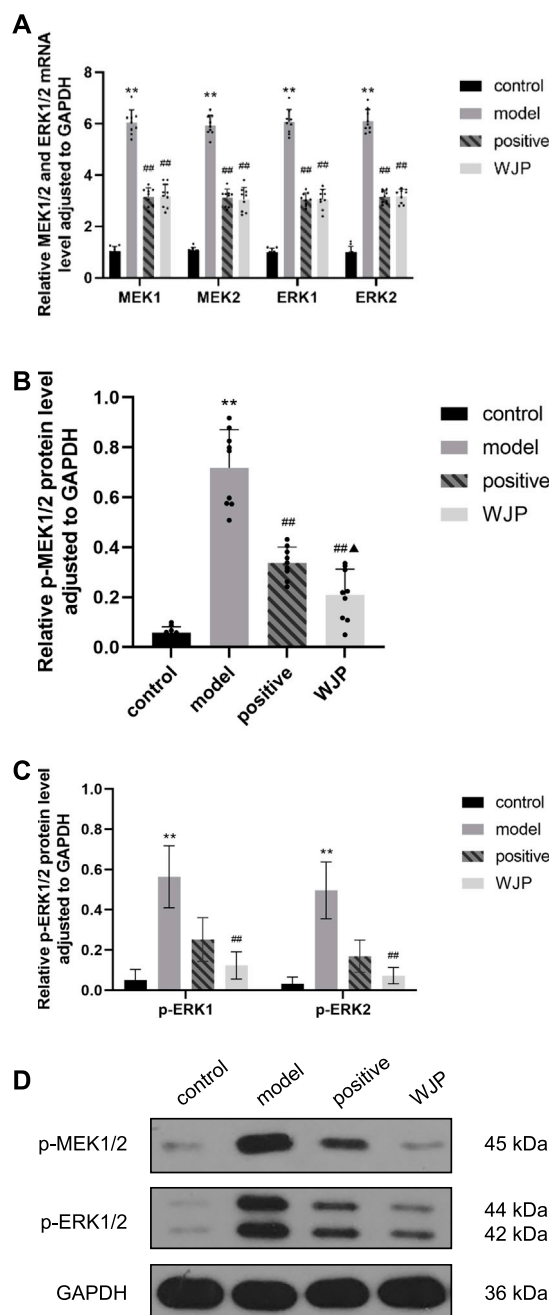 A
Relative MEK1/2 and ERK1/2 mRNA
level adjusted to GAPDH
8
6
4
2
0
**
## ##
**
## ##
**
## ##
**
## ##
MEK1 MEK2 ERK1 ERK2
control
model
positive
WJP
B
Relative p-MEK1/2 protein level
adjusted to GAPDH
1.0
0.8
0.6
0.4
0.2
0.0
**
##
##▲
control model positive WJP
control
model
positive
WJP
C
Relative p-ERK1/2 protein level
adjusted to GAPDH
1.0
0.8
0.6
0.4
0.2
0.0
**
##
**
##
p-ERK1 p-ERK2
control
model
positive
WJP
D
control model positive WJP
p-MEK1/2 45 kDa
p-ERK1/2
44 kDa
42 kDa
GAPDH 36 kDa